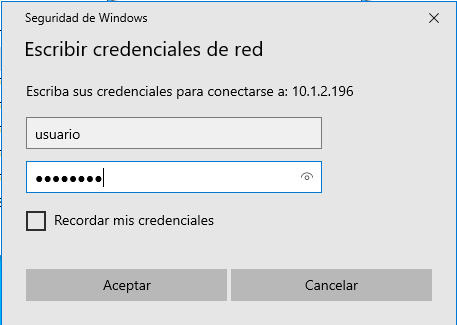 Seguridad de Windows
Escribir credenciales de red
Escriba sus credenciales para conectarse a: 10.1.2.196
usuario
●●●●●●●●
Recordar mis credenciales
Aceptar Cancelar